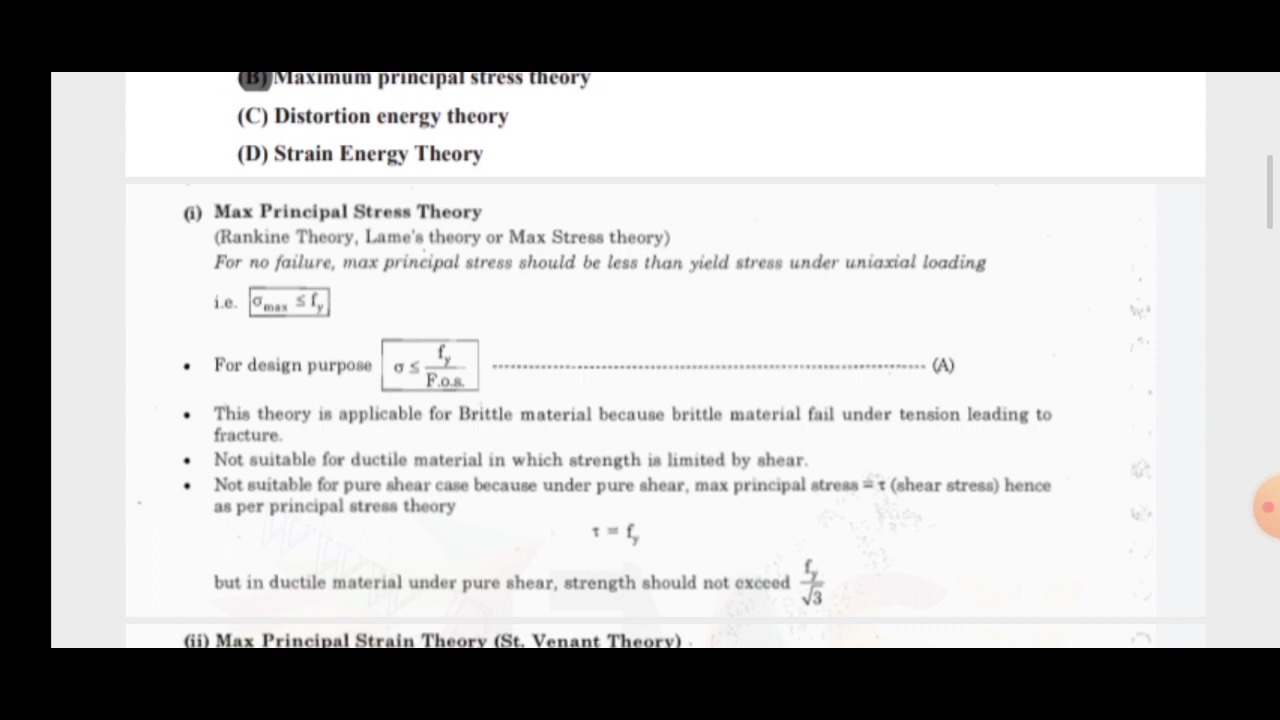 (B) Maximum principal stress theory
(C) Distortion energy theory
(D) Strain Energy Theory
(i) Max Principal Stress Theory
(Rankine Theory, Lame's theory or Max Stress theory)
For no failure, max principal stress should be less than yield stress under uniaxial loading
i.e. σmax ≤ fy
• For design purpose σ ≤ fy / F.o.s. ---------------------------------------- (A)
• This theory is applicable for Brittle material because brittle material fail under tension leading to
fracture.
• Not suitable for ductile material in which strength is limited by shear.
• Not suitable for pure shear case because under pure shear, max principal stress = τ (shear stress) hence
as per principal stress theory
τ = fy
but in ductile material under pure shear, strength should not exceed fy / √3
(ii) Max Principal Strain Theory (St. Venant Theory) .